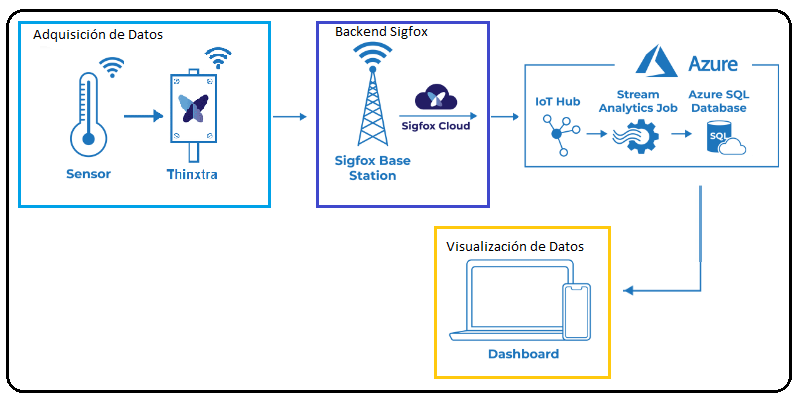 Adquisición de Datos
Sensor
Thinxtra
Backend Sigfox
Sigfox Cloud
Sigfox Base
Station
Azure
IoT Hub
Stream
Analytics Job
Azure SQL
Database
SQL
Visualización de Datos
Dashboard